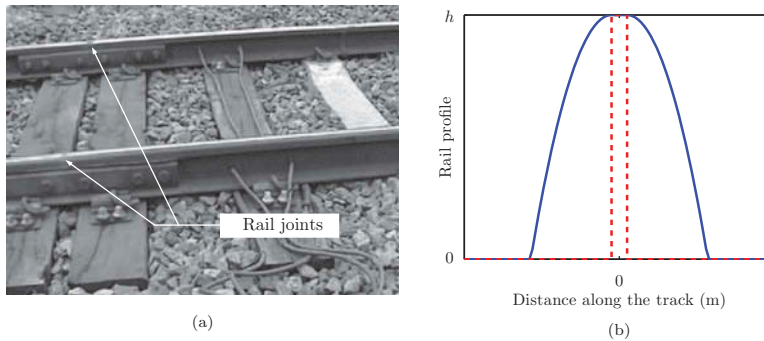 Rail joints
(a)
h
Rail profile
0
0
Distance along the track (m)
(b)